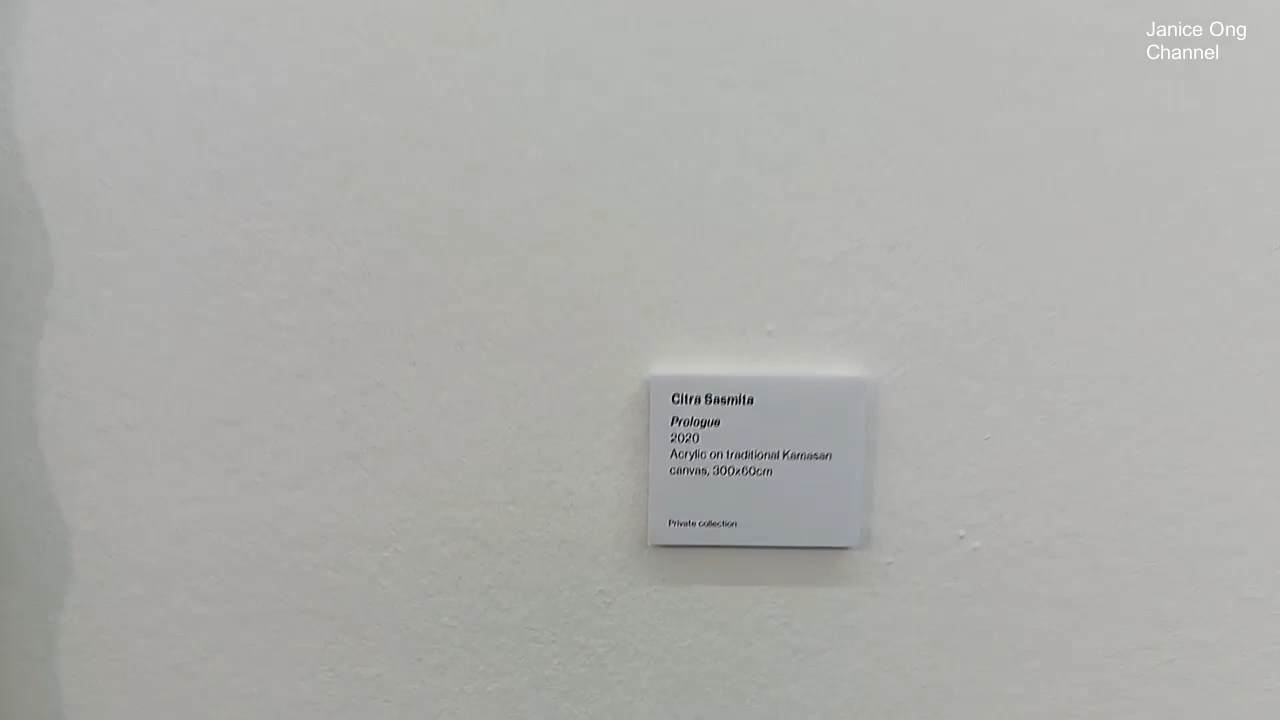 Janice Ong
Channel
Citra Sasmita
Prologue
2020
Acrylic on traditional Kamasan
canvas, 300x60cm
Private collection